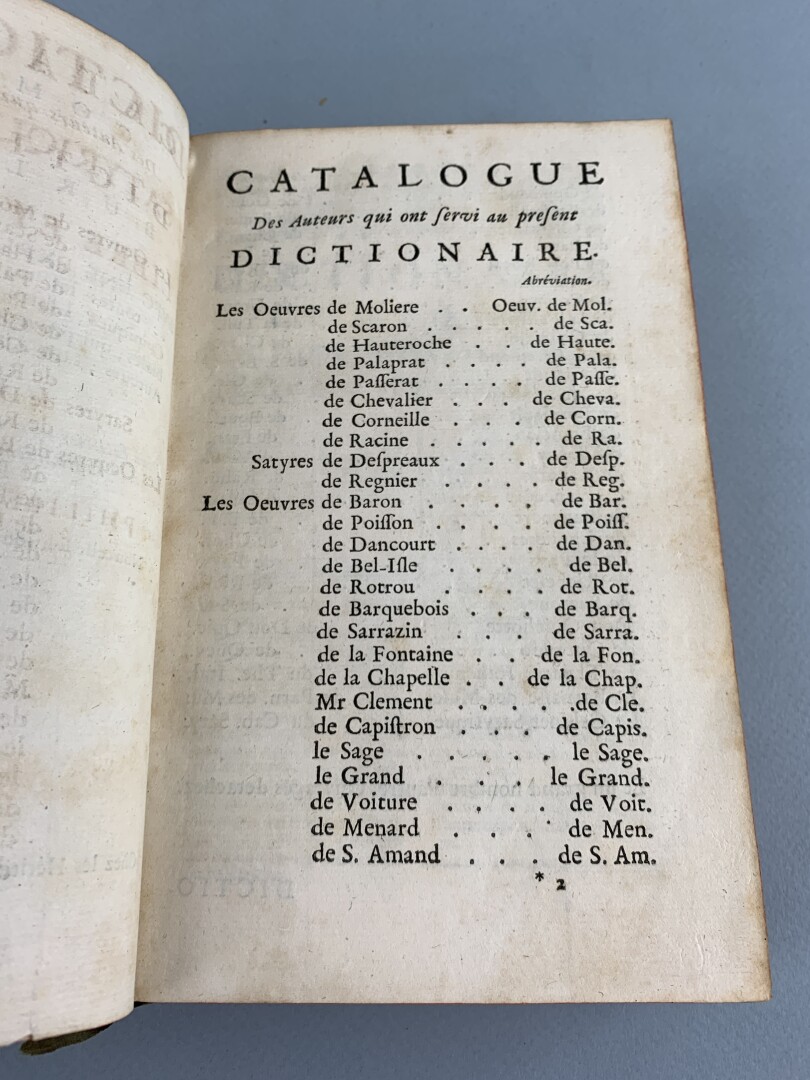 CATALOGUE
Des Auteurs qui ont ſervi au preſent
DICTIONAIRE.
Abréviation.
Les Oeuvres de Moliere . . Oeuv. de Mol.
de Scaron . . . . . de Sca.
de Hauteroche . . de Haute.
de Palaprat . . . . de Pala.
de Paſſerat . . . . de Paſſe.
de Chevalier . . . de Cheva.
de Corneille . . . de Corn.
de Racine . . . . . de Ra.
Satyres de Deſpreaux . . . de Deſp.
de Regnier . . . . de Reg.
Les Oeuvres de Baron . . . . de Bar.
de Poiſſon . . . . de Poiſſ.
de Dancourt . . . . de Dan.
de Bel-Iſle . . . . de Bel.
de Rotrou . . . . de Rot.
de Barquebois . . . de Barq.
de Sarrazin . . . de Sarra.
de la Fontaine . . de la Fon.
de la Chapelle . . de la Chap.
Mr Clement . . . . .de Cle.
de Capiſtron . . . de Capis.
le Sage . . . . . le Sage.
le Grand . . . le Grand.
de Voiture . . . . de Voit.
de Menard . . . . de Men.
de S. Amand . . . de S. Am.
* 2